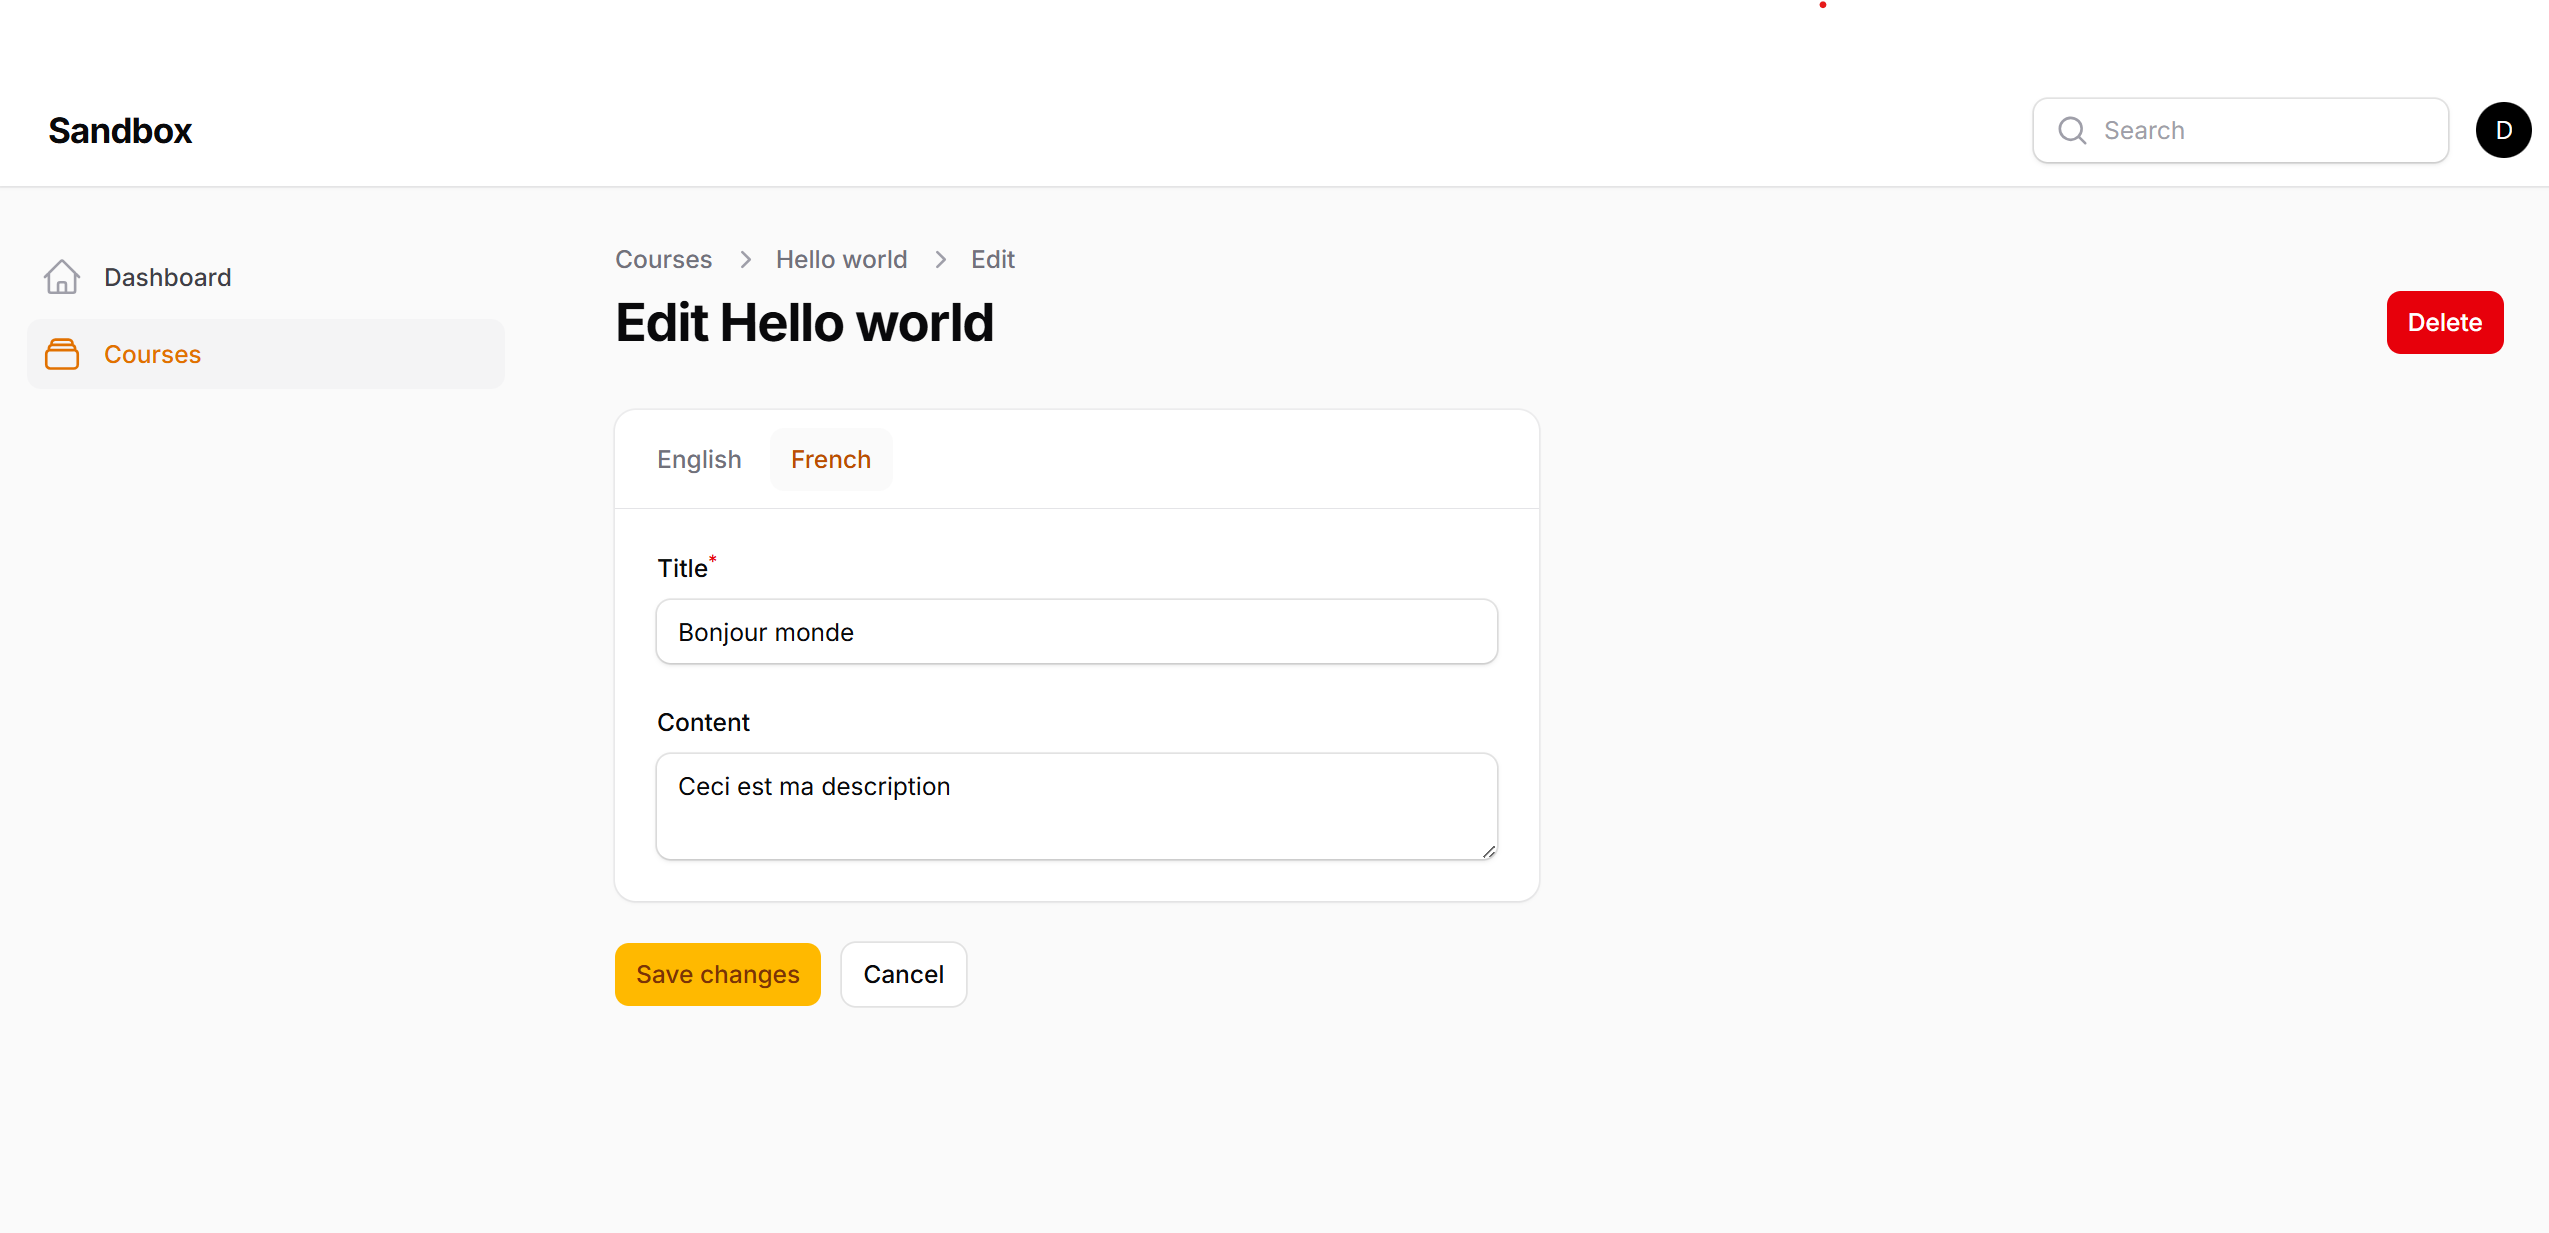 Sandbox
Search
D
Dashboard
Courses
Courses > Hello world > Edit
Edit Hello world
Delete
English French
Title*
Bonjour monde
Content
Ceci est ma description
Save changes Cancel